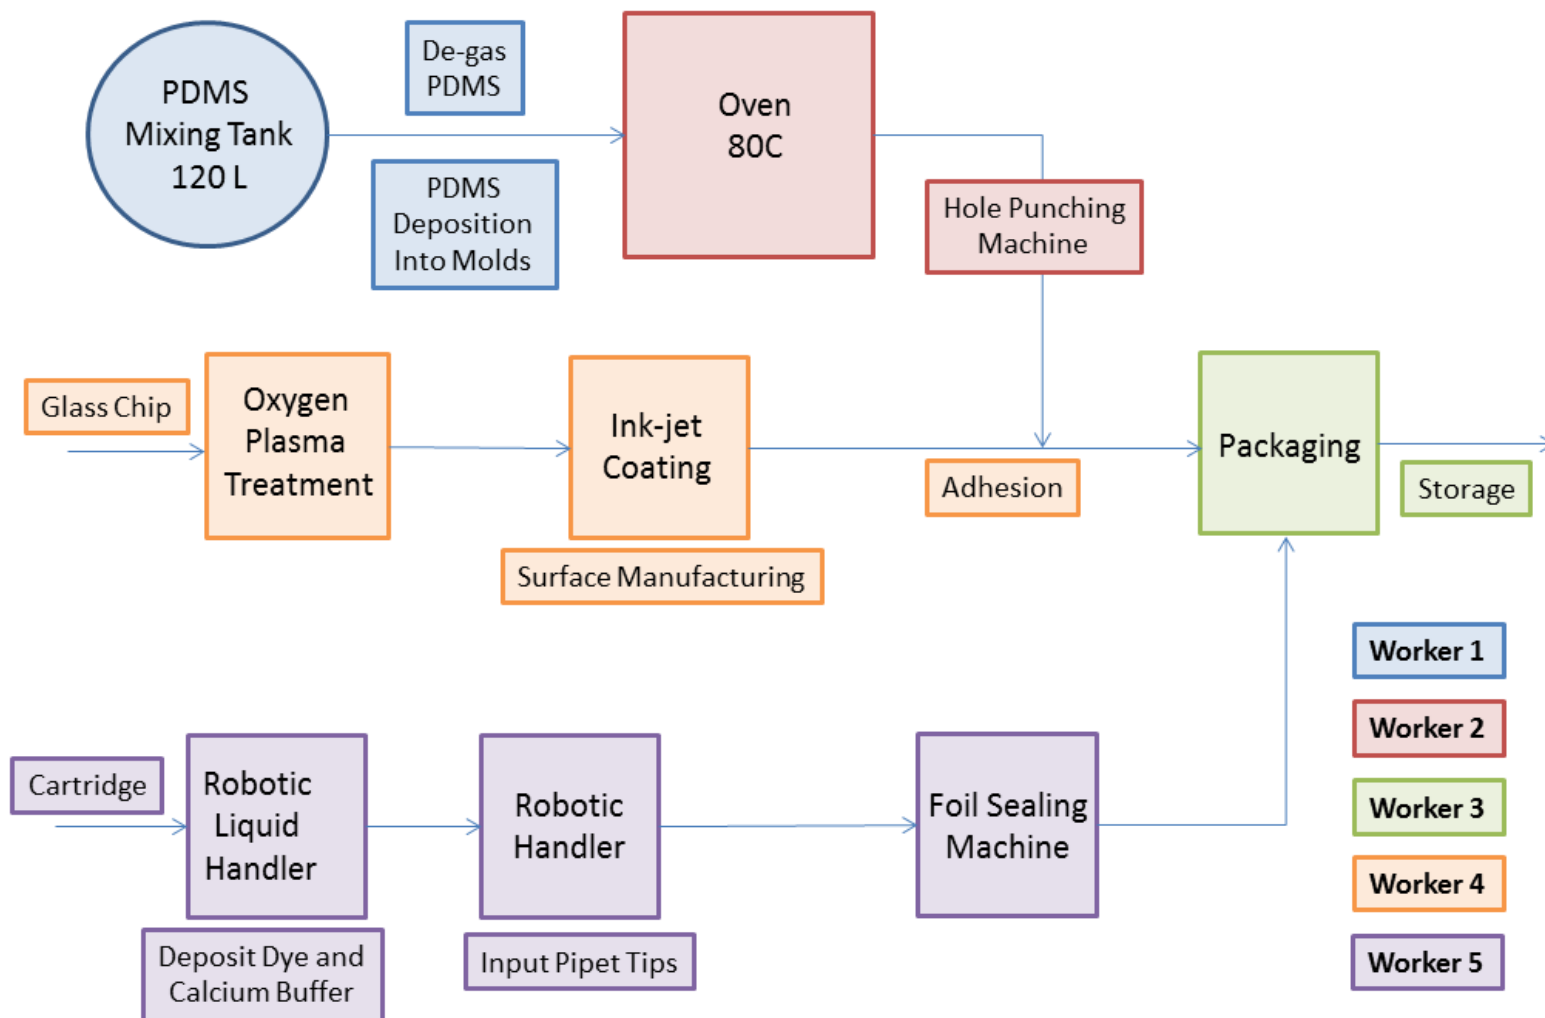 PDMS
Mixing Tank
120 L
De-gas
PDMS
PDMS
Deposition
Into Molds
Oven
80C
Hole Punching
Machine
Glass Chip
Oxygen
Plasma
Treatment
Ink-jet
Coating
Surface Manufacturing
Adhesion
Packaging
Storage
Cartridge
Robotic
Liquid
Handler
Deposit Dye and
Calcium Buffer
Robotic
Handler
Input Pipet Tips
Foil Sealing
Machine
Worker 1
Worker 2
Worker 3
Worker 4
Worker 5